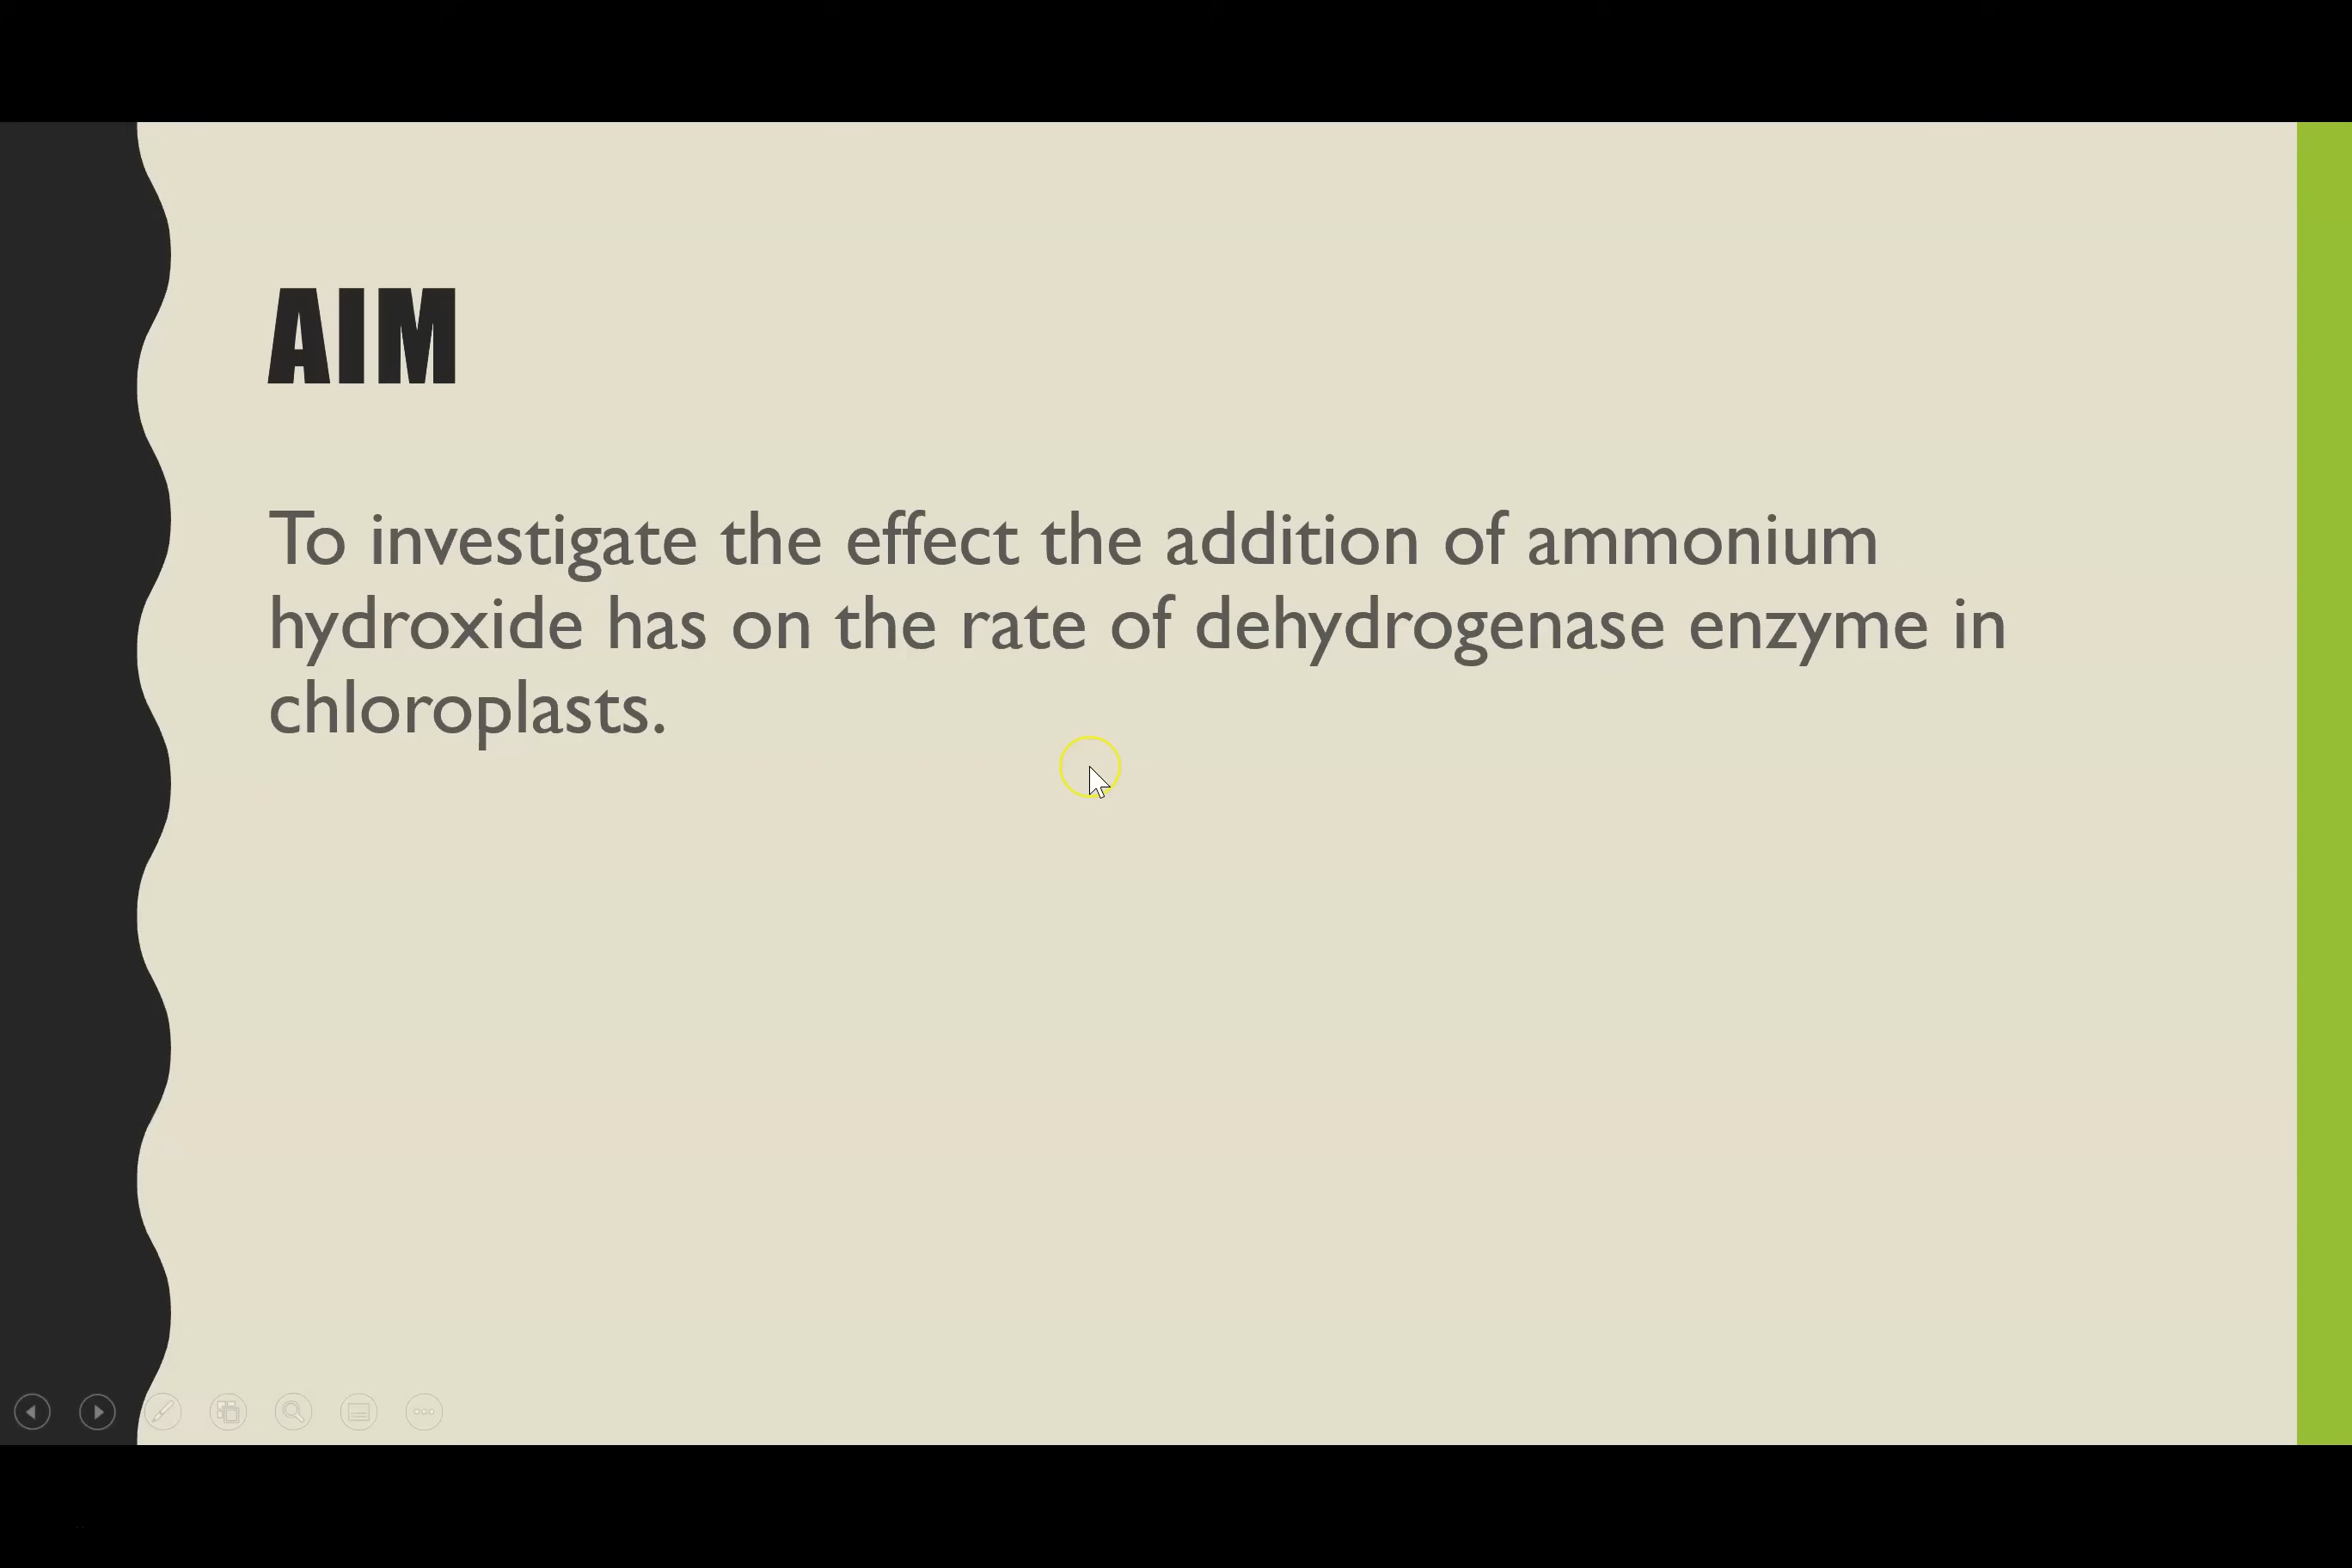 AIM
To investigate the effect the addition of ammonium
hydroxide has on the rate of dehydrogenase enzyme in
chloroplasts.